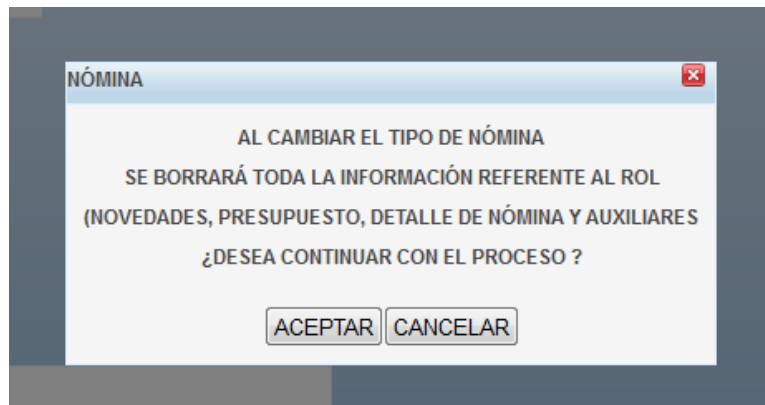 NÓMINA
AL CAMBIAR EL TIPO DE NÓMINA
SE BORRARÁ TODA LA INFORMACIÓN REFERENTE AL ROL
(NOVEDADES, PRESUPUESTO, DETALLE DE NÓMINA Y AUXILIARES
¿DESEA CONTINUAR CON EL PROCESO ?
ACEPTAR CANCELAR